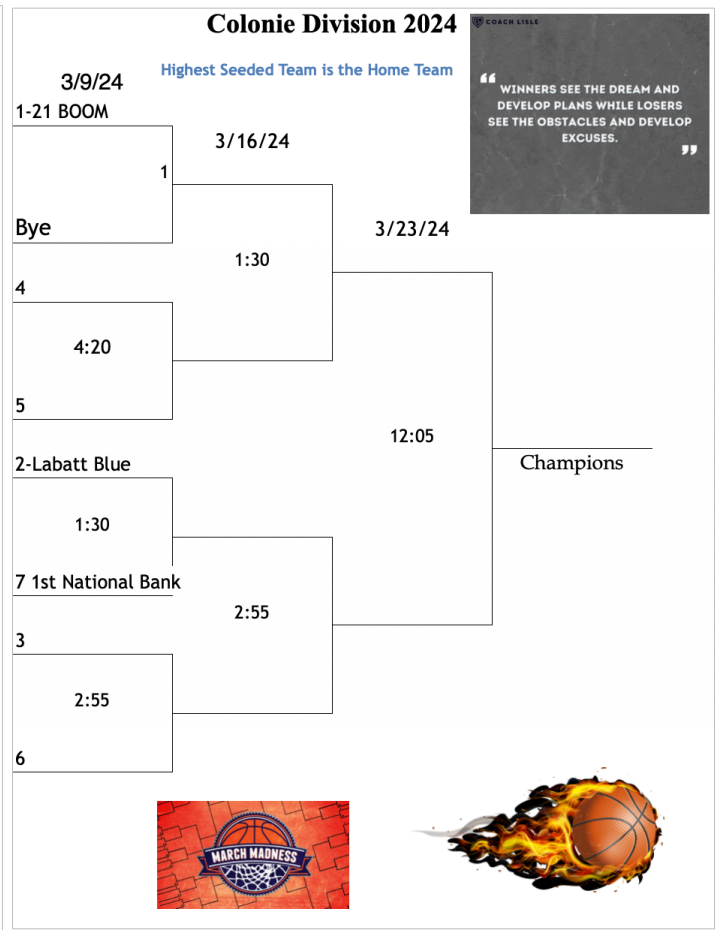 Colonie Division 2024
COACH LISLE
Highest Seeded Team is the Home Team
“ WINNERS SEE THE DREAM AND
DEVELOP PLANS WHILE LOSERS
SEE THE OBSTACLES AND DEVELOP
EXCUSES. ”
3/9/24
1-21 BOOM
3/16/24
1
Bye
3/23/24
1:30
4
4:20
5
12:05
2-Labatt Blue
Champions
1:30
7 1st National Bank
2:55
3
2:55
6
MARCH MADNESS